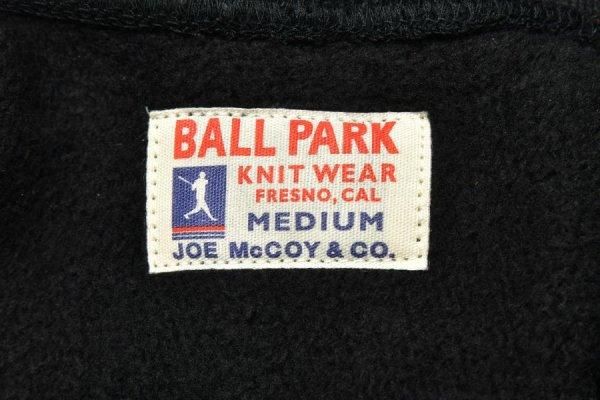 BALL PARK
KNIT WEAR
FRESNO, CAL
MEDIUM
JOE McCOY & CO.